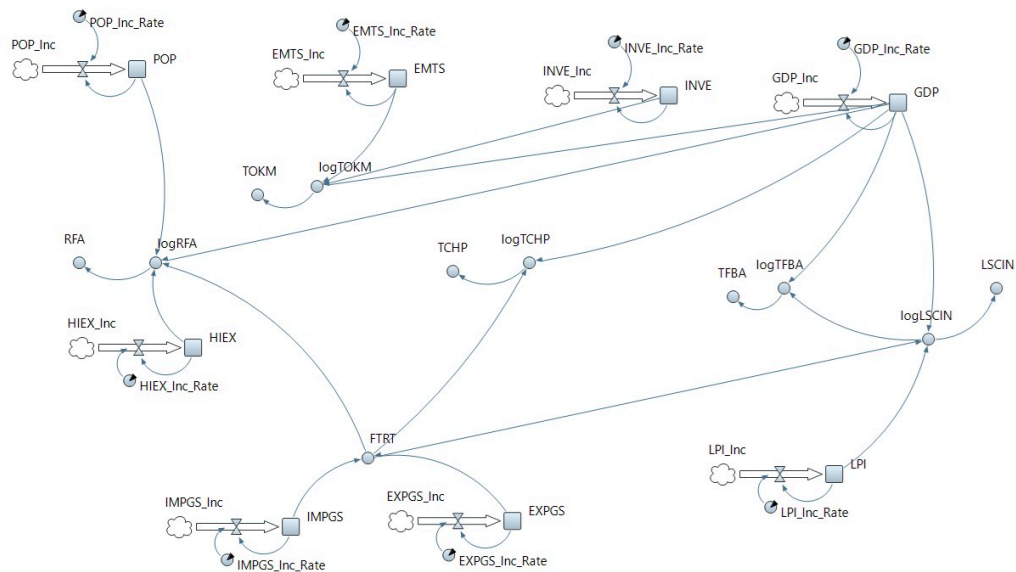 POP_Inc_Rate
POP_Inc
POP
EMTS_Inc_Rate
EMTS_Inc
EMTS
INVE_Inc_Rate
INVE_Inc
INVE
GDP_Inc_Rate
GDP_Inc
GDP
TOKM
logTOKM
RFA
logRFA
TCHP
logTCHP
TFBA
logTFBA
LSCIN
logLSCIN
HIEX_Inc
HIEX
HIEX_Inc_Rate
FTRT
LPI_Inc
LPI
LPI_Inc_Rate
IMPGS_Inc
IMPGS
IMPGS_Inc_Rate
EXPGS_Inc
EXPGS
EXPGS_Inc_Rate